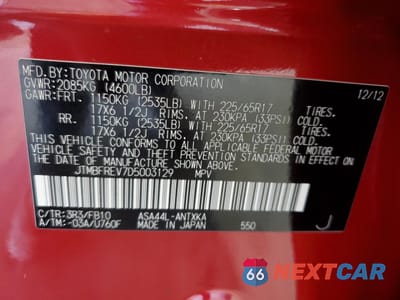 MFD.BY:TOYOTA MOTOR CORPORATION 12/12
GVWR: 2085KG (4600LB)
GAWR:FRT. 1150KG (2535LB) WITH 225/65R17 TIRES.
17X6 1/2J RIMS, AT 230KPA (33PSI) COLD
RR. 1150KG (2535LB) WITH 225/65R17 TIRES.
17X6 1/2J RIMS, AT 230KPA (33PSI) COLD
THIS VEHICLE CONFORMS TO ALL APPLICABLE FEDERAL MOTOR
VEHICLE SAFETY AND THEFT PREVENTION STANDARDS IN EFFECT
ON THE DATE OF MANUFACTURE SHOWN ABOVE.
JTMBFREV7D5003129 MPV
C/TR:3R3/FB10 ASA44L-ANTXKA
A/TM:-03A/U760F MADE IN JAPAN 550 J
66 NEXTCAR